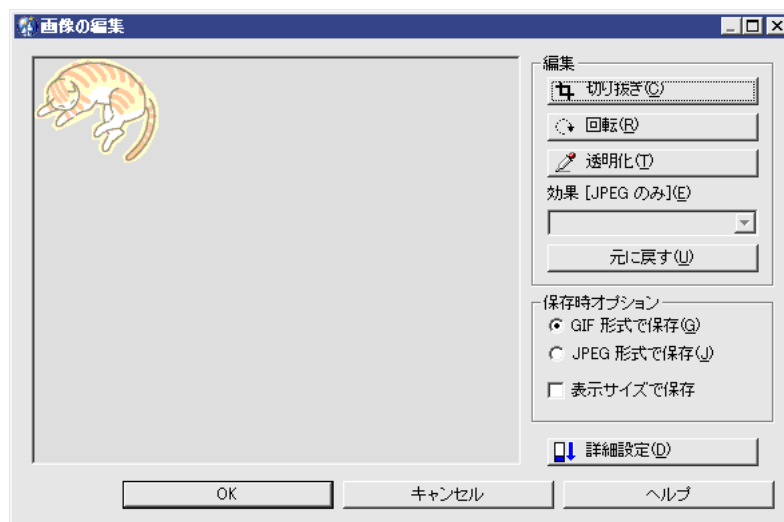 画像の編集
編集
切り抜き(C)
回転(R)
透明化(T)
効果 [JPEG のみ](E)
元に戻す(U)
保存時オプション
GIF 形式で保存(G)
JPEG 形式で保存(J)
表示サイズで保存
詳細設定(D)
OK キャンセル ヘルプ